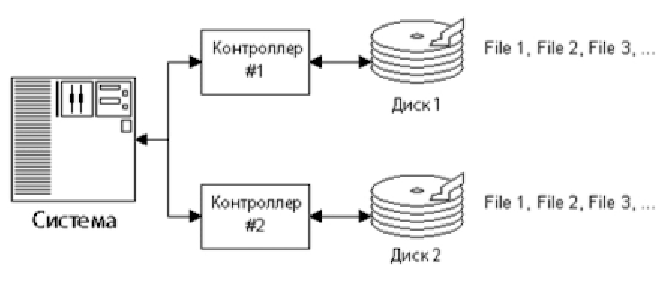 Контроллер
#1
File 1, File 2, File 3, ...
Диск 1
Система
Контроллер
#2
File 1, File 2, File 3, ...
Диск 2